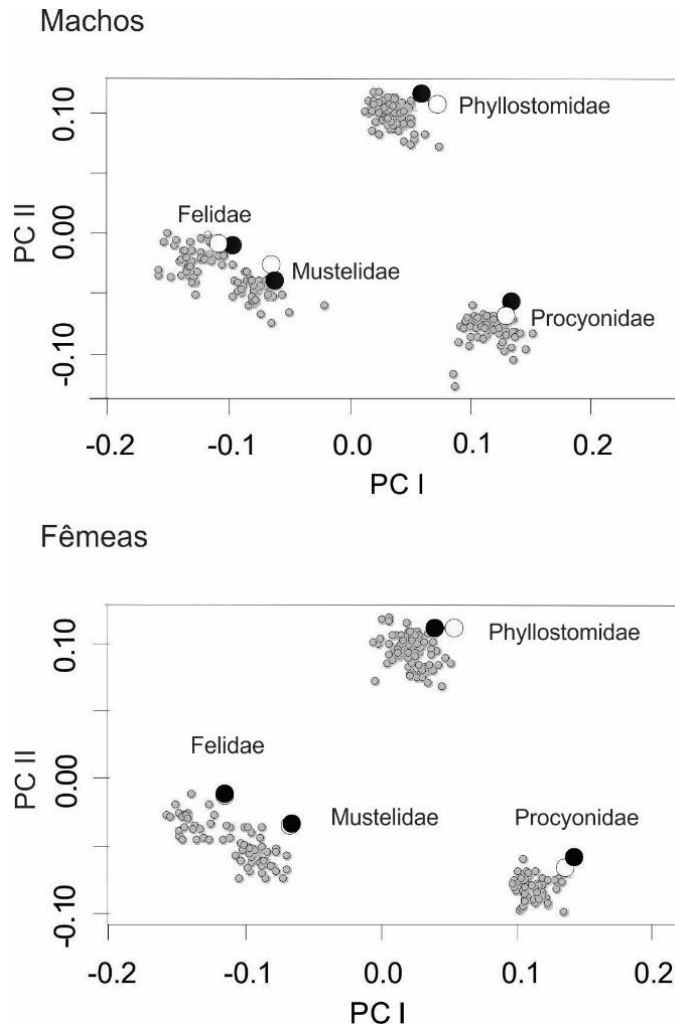 Machos
0.10
Phyllostomidae
Felidae
PC II
0.00
Mustelidae
Procyonidae
-0.10
-0.2 -0.1 0.0 0.1 0.2
PC I
Fêmeas
0.10
Phyllostomidae
Felidae
PC II
0.00
Mustelidae Procyonidae
-0.10
-0.2 -0.1 0.0 0.1 0.2
PC I